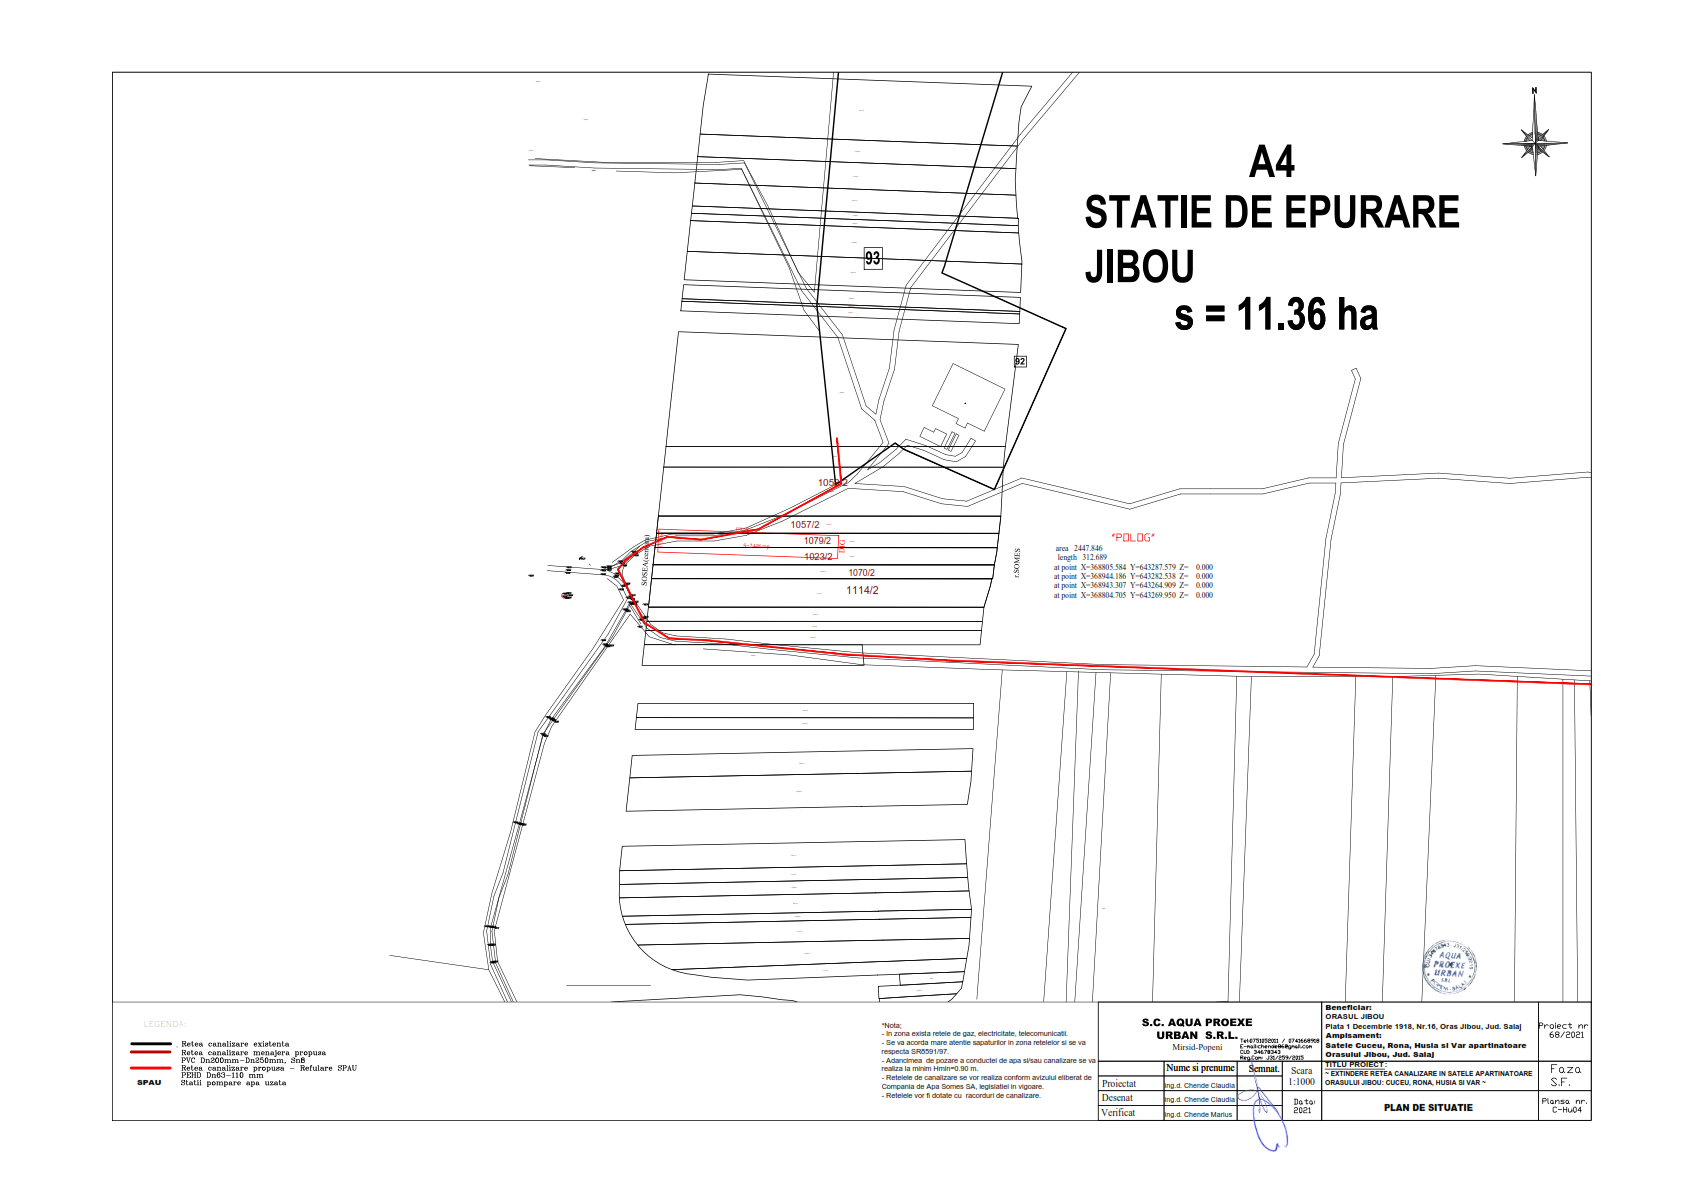 N
A4
STATIE DE EPURARE
JIBOU
s = 11.36 ha
93
92
1057/2
1079/2
1023/2
1070/2
1114/2
r.SOMES
"POLOG"
area 2447.846
length 312.689
at point X=368805.584 Y=643287.579 Z= 0.000
at point X=368944.186 Y=643282.538 Z= 0.000
at point X=368943.307 Y=643264.909 Z= 0.000
at point X=368804.705 Y=643269.950 Z= 0.000
AQUA
PROEXE
URBAN
SRL
LEGENDA:
Retea canalizare existenta
Retea canalizare menajera propusa
PVC Dn200mm-Dn250mm, Sn8
Retea canalizare propusa - Refulare SPAU
PEHD Dn63-110 mm
SPAU Statii pompare apa uzata
*Nota;
- In zona exista retele de gaz, electricitate, telecomunicatii.
- Se va acorda mare atentie sapaturilor in zona retelelor si se va
respecta SR8591/97.
- Adancimea de pozare a conductei de apa si/sau canalizare se va
realiza la minim Hmin=0.90 m.
- Retelele de canalizare se vor realiza conform avizului eliberat de
Compania de Apa Somes SA, legislatiei in vigoare.
- Retelele vor fi dotate cu racorduri de canalizare.
S.C. AQUA PROEXE
URBAN S.R.L.
Mirsid-Popeni
Nume si prenume
Semnat.
Proiectat
ing.d. Chende Claudia
Desenat
ing.d. Chende Claudia
Verificat
ing.d. Chende Marius
Scara
1:1000
Data:
2021
Beneficiar:
ORASUL JIBOU
Piata 1 Decembrie 1918, Nr.16, Oras Jibou, Jud. Salaj
Amplsament:
Satele Cuceu, Rona, Husia si Var apartinatoare
Orasului Jibou, Jud. Salaj
TITLU PROIECT:
~ EXTINDERE RETEA CANALIZARE IN SATELE APARTINATOARE
ORASULUI JIBOU: CUCEU, RONA, HUSIA SI VAR ~
PLAN DE SITUATIE
Proiect nr
68/2021
Faza
S.F.
Plansa nr.
C-Hu04